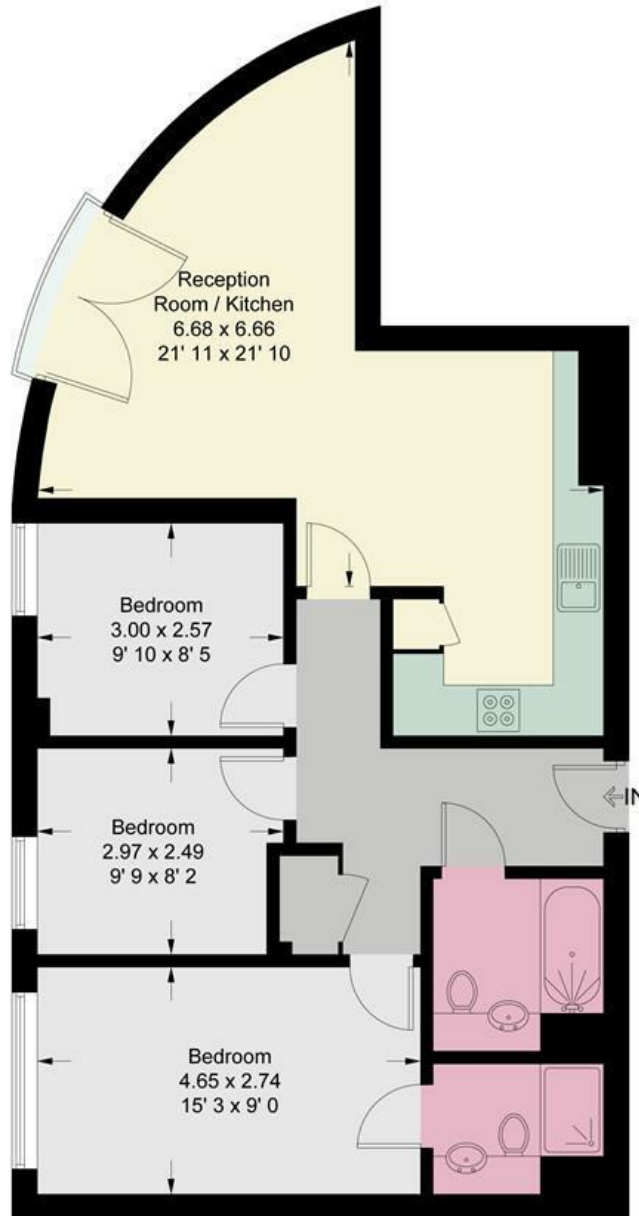 Reception
Room / Kitchen
6.68 x 6.66
21' 11 x 21' 10
Bedroom
3.00 x 2.57
9' 10 x 8' 5
IN
Bedroom
2.97 x 2.49
9' 9 x 8' 2
Bedroom
4.65 x 2.74
15' 3 x 9' 0